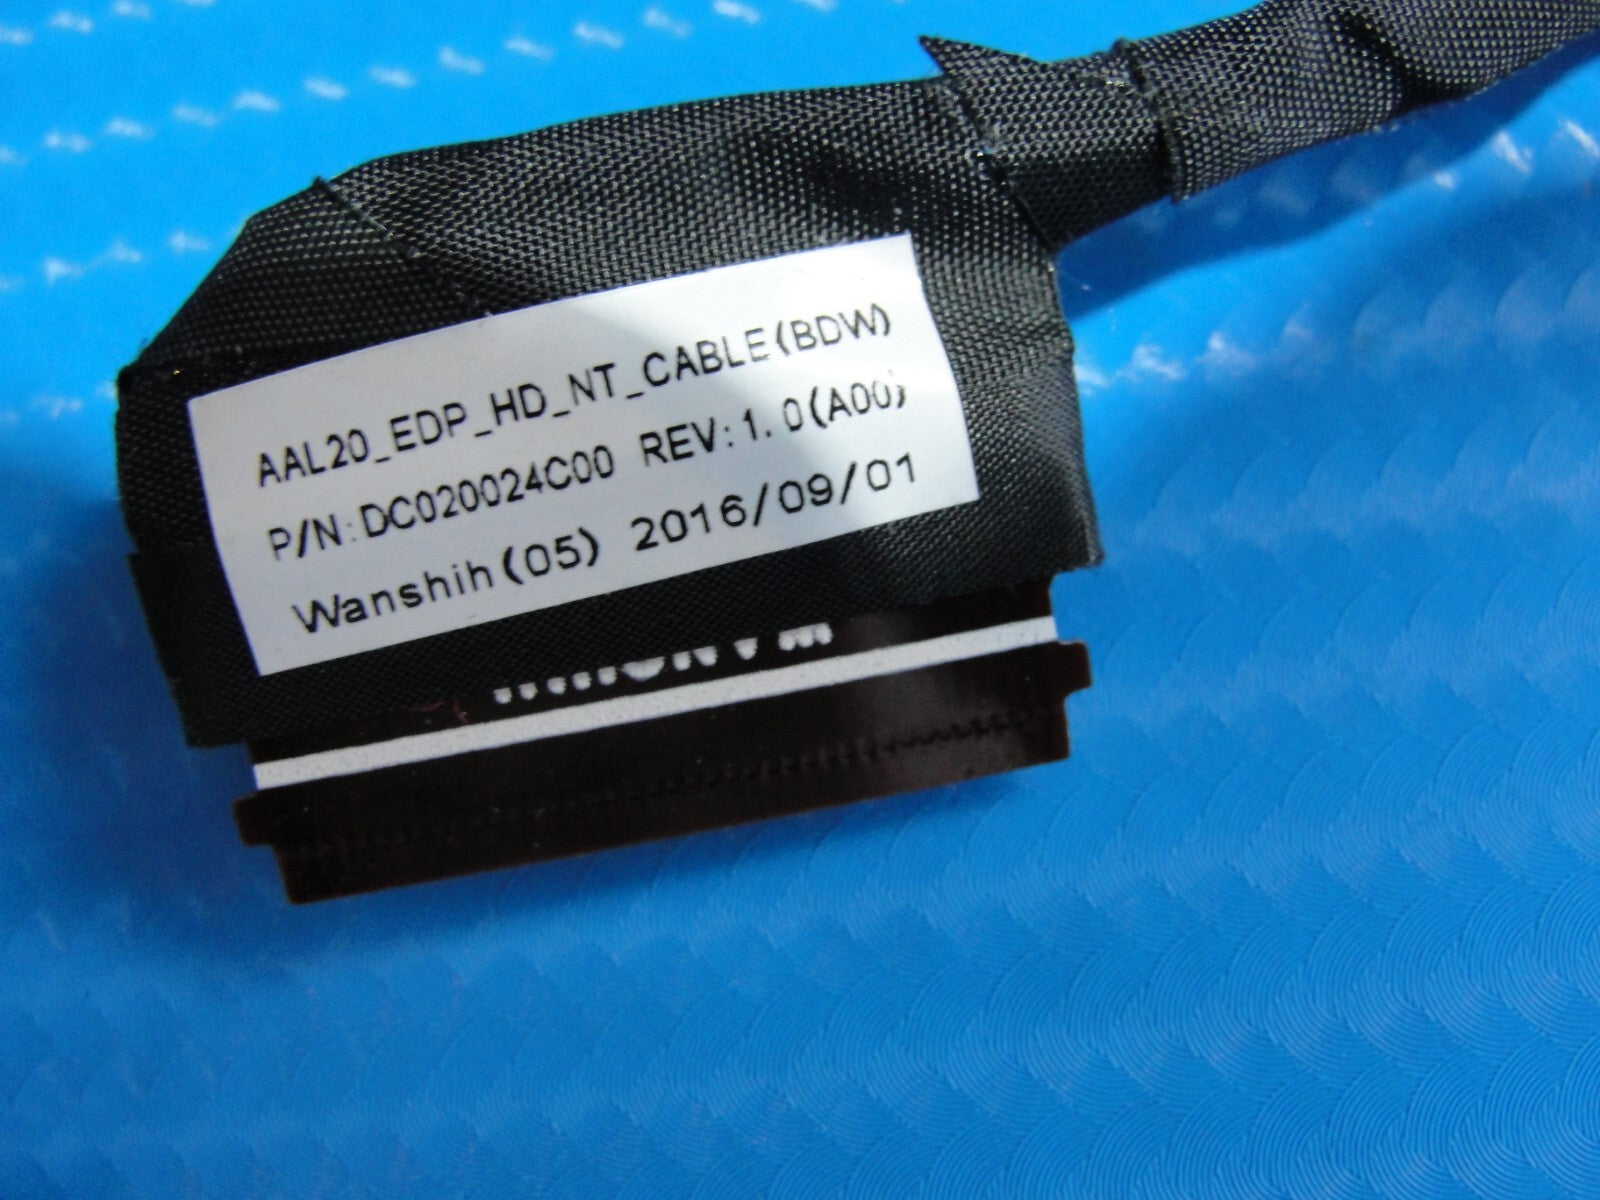 AAL20_EDP_HD_NT_CABLE(BDW)
P/N:DC020024C00 REV:1.0(A00)
Wanshih(05) 2016/09/01